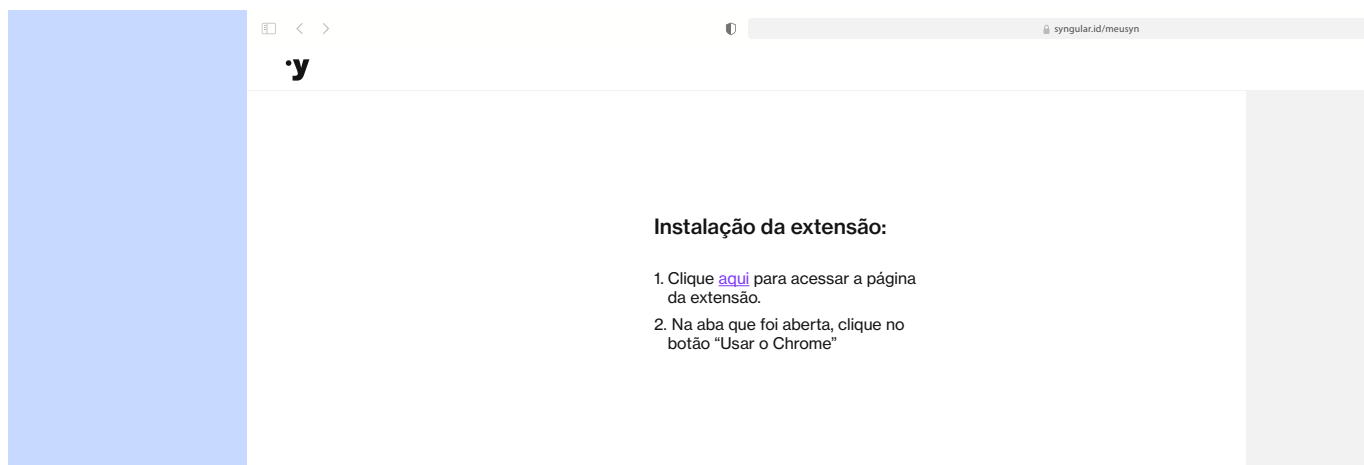 syngular.id/meusyn
·y
Instalação da extensão:
1. Clique aqui para acessar a página
da extensão.
2. Na aba que foi aberta, clique no
botão “Usar o Chrome”